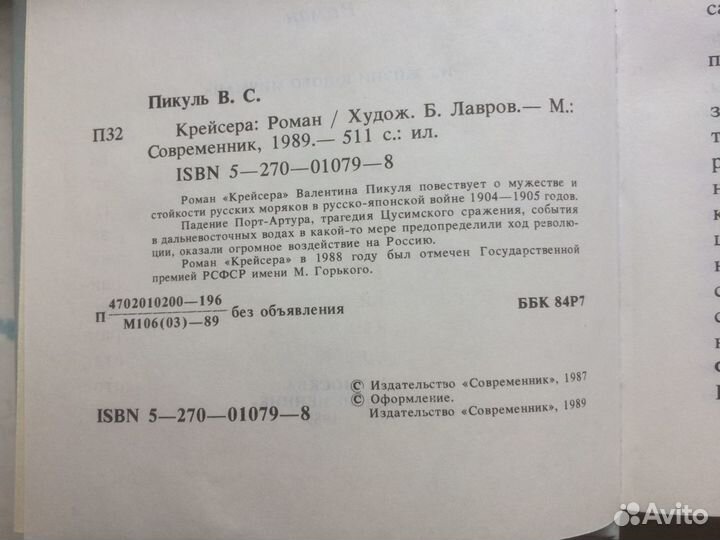 Пикуль В. С.
П32
Крейсера: Роман / Худож. Б. Лавров.— М.:
Современник, 1989.— 511 с.: ил.
ISBN 5—270—01079—8
Роман «Крейсера» Валентина Пикуля повествует о мужестве и
стойкости русских моряков в русско-японской войне 1904—1905 годов.
Падение Порт-Артура, трагедия Цусимского сражения, события
в дальневосточных водах в какой-то мере предопределили ход револю-
ции, оказали огромное воздействие на Россию.
Роман «Крейсера» в 1988 году был отмечен Государственной
премией РСФСР имени М. Горького.
П 4702010200—196
М106(03)—89 без объявления
ББК 84Р7
© Издательство «Современник», 1987
© Оформление.
Издательство «Современник», 1989
ISBN 5—270—01079—8
Avito